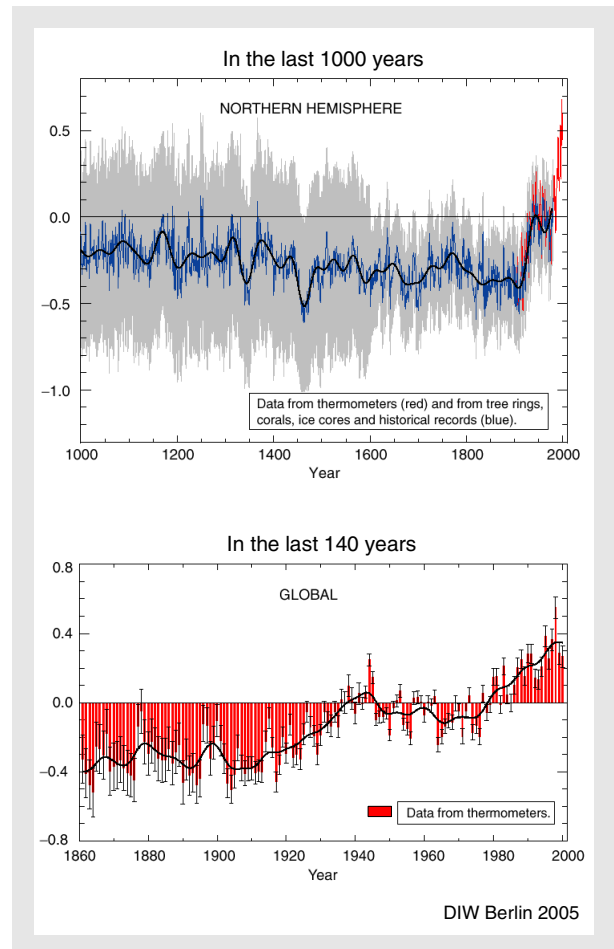 In the last 1000 years
NORTHERN HEMISPHERE
0.5
0.0
−0.5
−1.0
Data from thermometers (red) and from tree rings,
corals, ice cores and historical records (blue).
1000 1200 1400 1600 1800 2000
Year
In the last 140 years
0.8
GLOBAL
0.4
0.0
−0.4
Data from thermometers.
−0.8
1860 1880 1900 1920 1940 1960 1980 2000
Year
DIW Berlin 2005